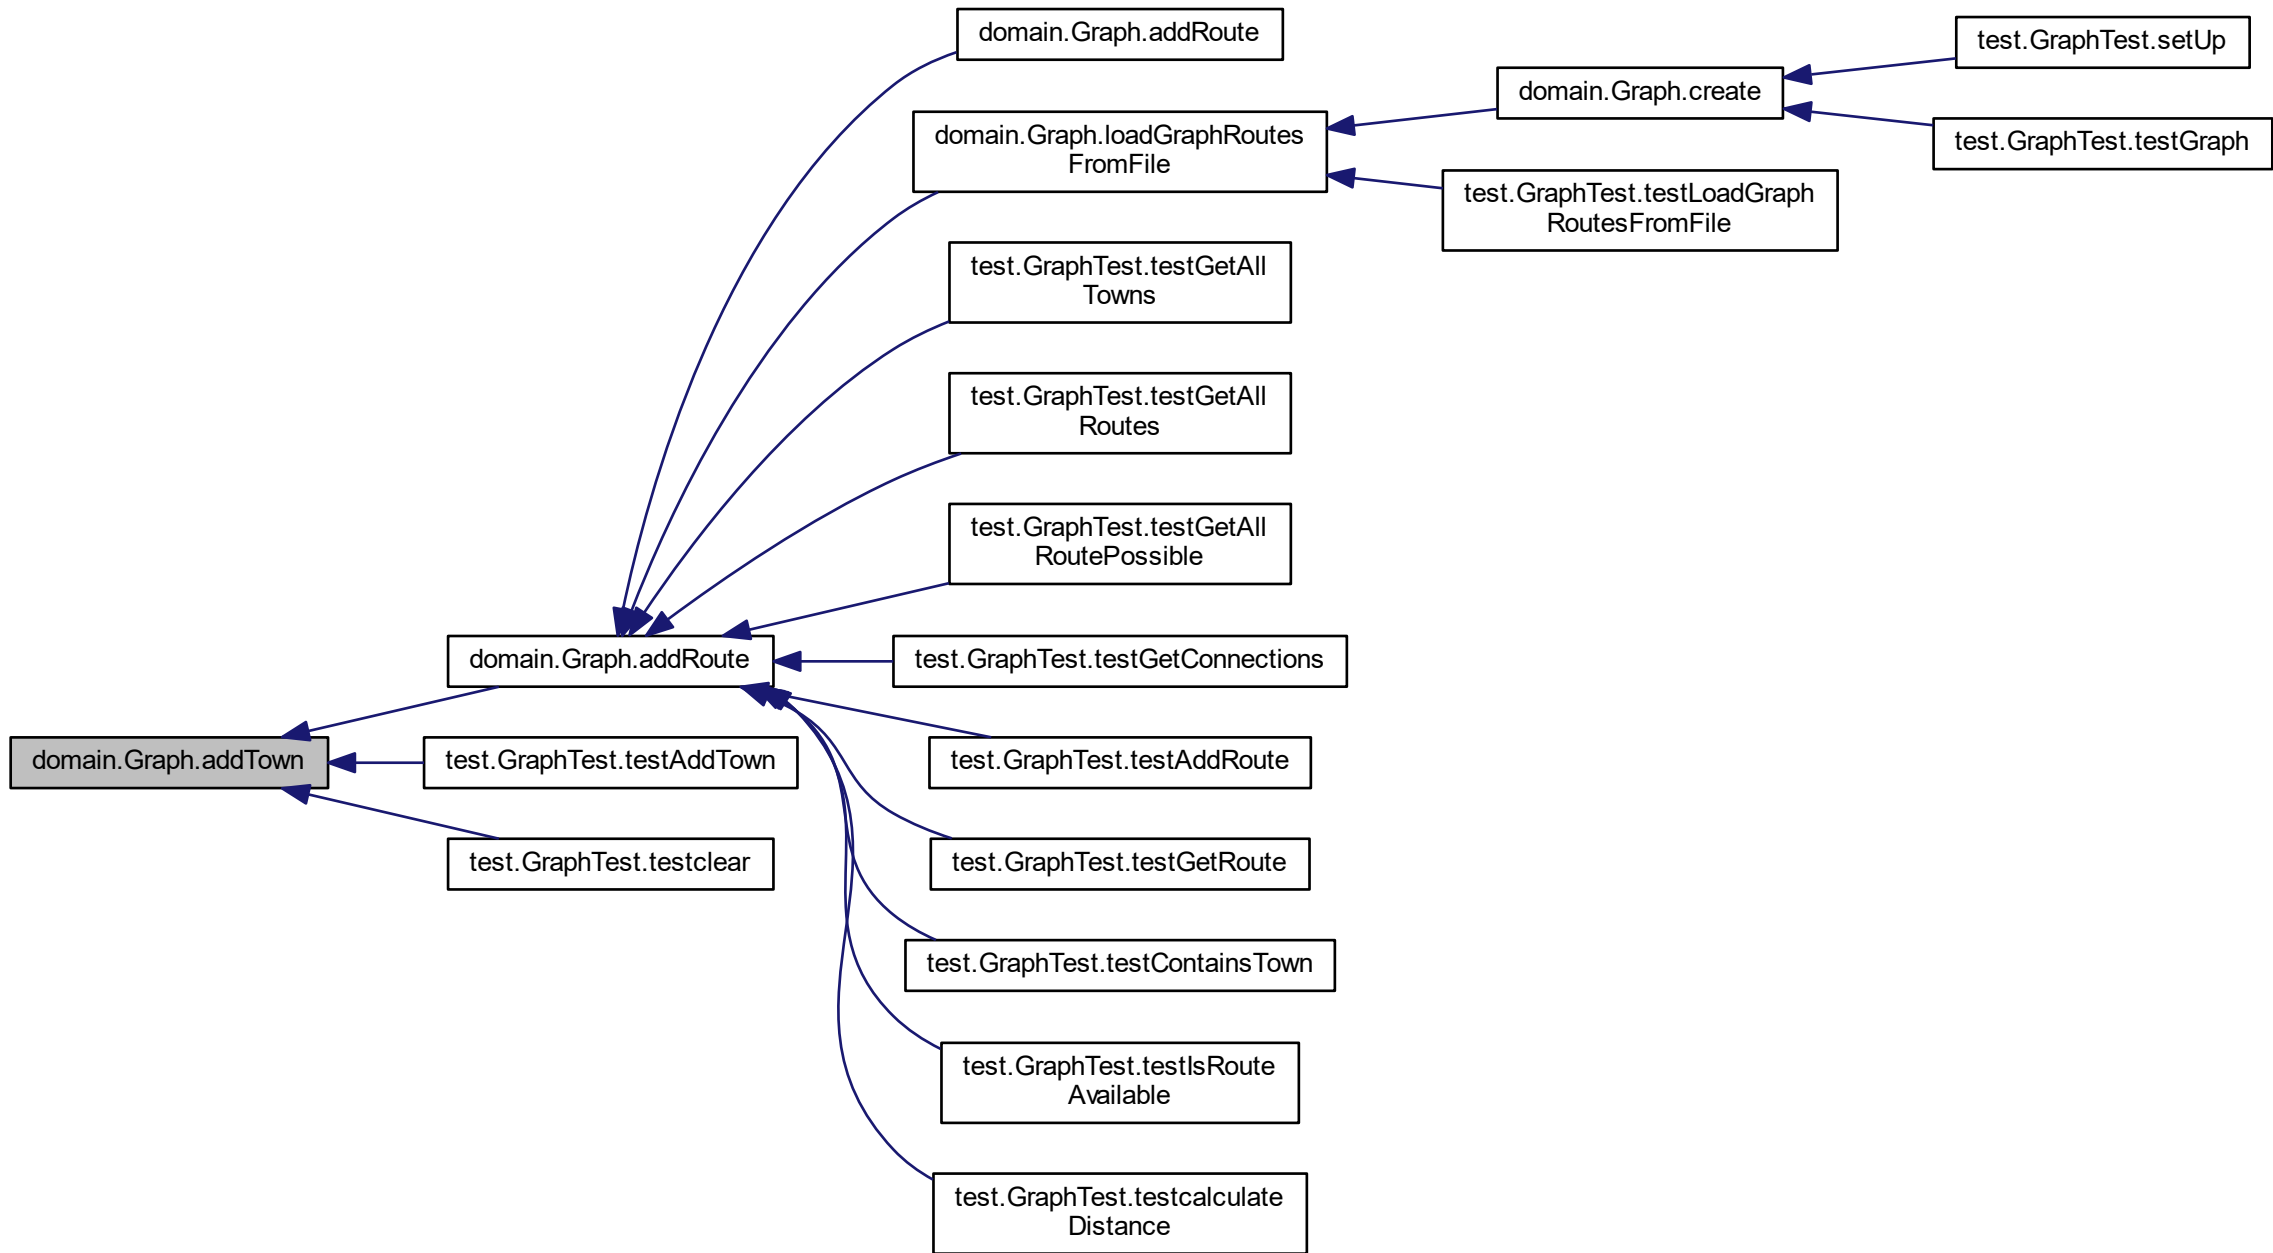 domain.Graph.addRoute
test.GraphTest.setUp
domain.Graph.create
domain.Graph.loadGraphRoutes
FromFile
test.GraphTest.testGraph
test.GraphTest.testLoadGraph
RoutesFromFile
test.GraphTest.testGetAll
Towns
test.GraphTest.testGetAll
Routes
test.GraphTest.testGetAll
RoutePossible
domain.Graph.addRoute
test.GraphTest.testGetConnections
domain.Graph.addTown
test.GraphTest.testAddTown
test.GraphTest.testAddRoute
test.GraphTest.testclear
test.GraphTest.testGetRoute
test.GraphTest.testContainsTown
test.GraphTest.testIsRoute
Available
test.GraphTest.testcalculate
Distance